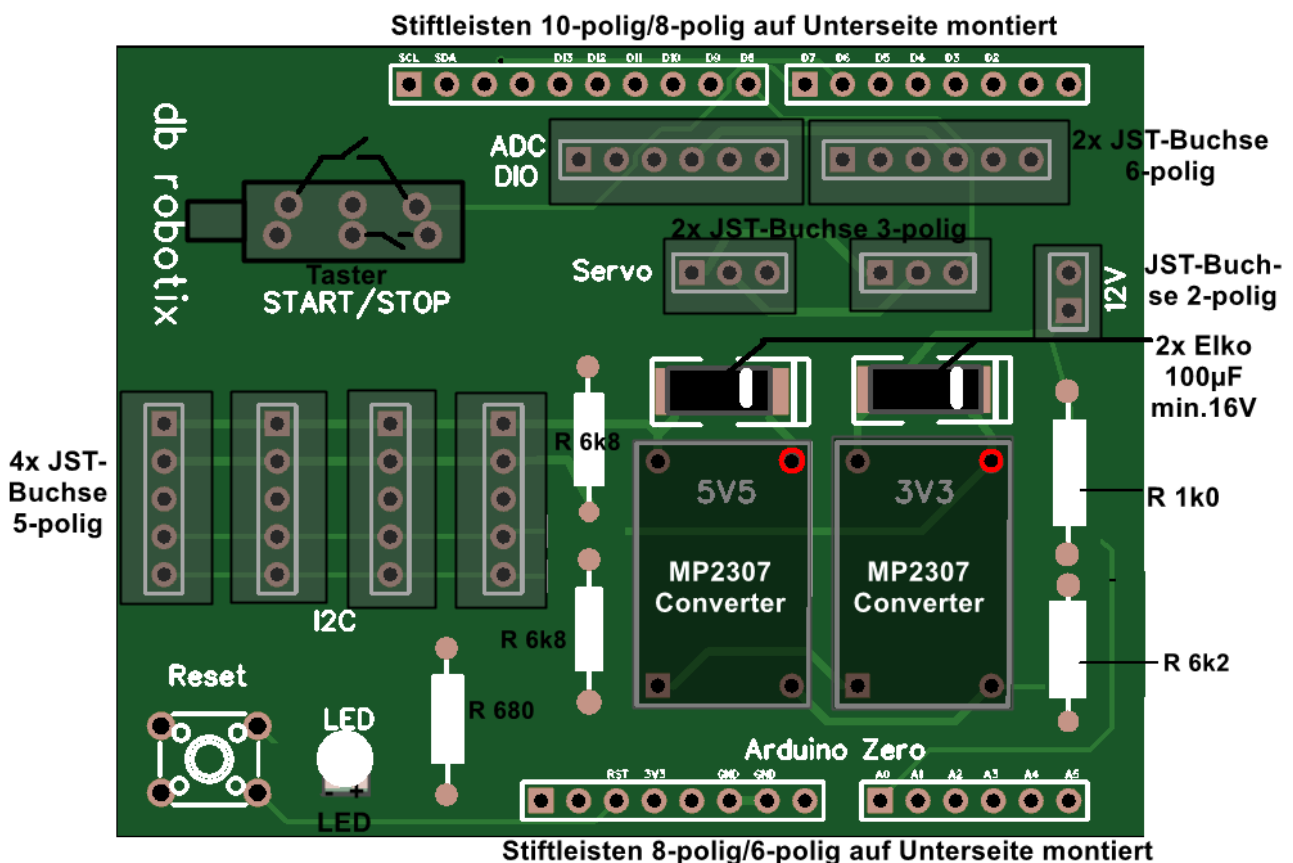 Stiftleisten 10-polig/8-polig auf Unterseite montiert
SCL SDA D13 D12 D11 D10 D9 D8 D7 D6 D5 D4 D3 D2
db robotix
ADC
DIO
2x JST-Buchse
6-polig
2x JST-Buchse 3-polig
Servo
12V
JST-Buch-
se 2-polig
Taster
START/STOP
2x Elko
100µF
min.16V
4x JST-
Buchse
5-polig
R 6k8
5V5
3V3
R 1k0
MP2307
Converter
MP2307
Converter
I2C
R 6k8
R 6k2
Reset
R 680
LED
- +
LED
Arduino Zero
RST 3V3 GND GND A0 A1 A2 A3 A4 A5
Stiftleisten 8-polig/6-polig auf Unterseite montiert